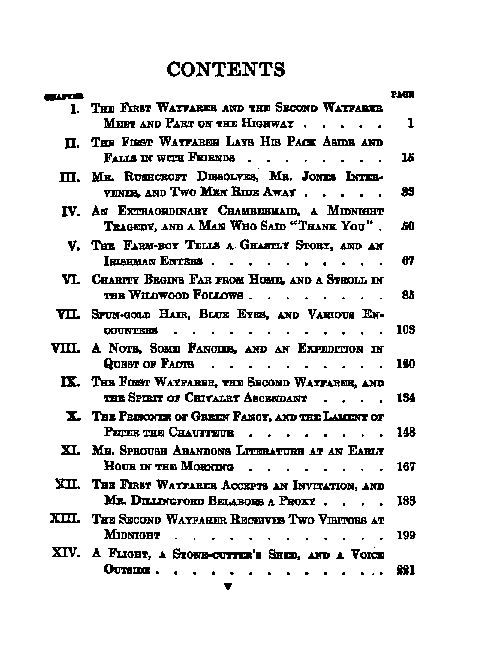 CONTENTS
CHAPTER PAGE
I. The First Wayfarer and the Second Wayfarer
Meet and Part on the Highway . . . . . 1
II. The First Wayfarer Lays His Pack Aside and
Falls in with Friends . . . . . . . . 15
III. Mr. Rushcroft Dissolves, Mr. Jones Inter-
venes, and Two Men Ride Away . . . . . 33
IV. An Extraordinary Chambermaid, a Midnight
Tragedy, and a Man Who Said "Thank You" . 50
V. The Farm-boy Tells a Ghastly Story, and an
Irishman Enters . . . . . . . . . . 67
VI. Charity Begins Far from Home, and a Stroll in
the Wildwood Follows . . . . . . . . 85
VII. Spun-gold Hair, Blue Eyes, and Various En-
counters . . . . . . . . . . . . 103
VIII. A Note, Some Fancies, and an Expedition in
Quest of Facts . . . . . . . . . . 120
IX. The First Wayfarer, the Second Wayfarer, and
the Spirit of Chivalry Ascendant . . . . 134
X. The Prisoner of Green Fancy, and the Lament of
Peter the Chauffeur . . . . . . . . 148
XI. Mr. Sprouse Abandons Literature at an Early
Hour in the Morning . . . . . . . . 167
XII. The First Wayfarer Accepts an Invitation, and
Mr. Dillingford Belabors a Proxy . . . . 183
XIII. The Second Wayfarer Receives Two Visitors at
Midnight . . . . . . . . . . . . 199
XIV. A Flight, a Stone-cutter's Shed, and a Voice
Outside . . . . . . . . . . . . . 221
v